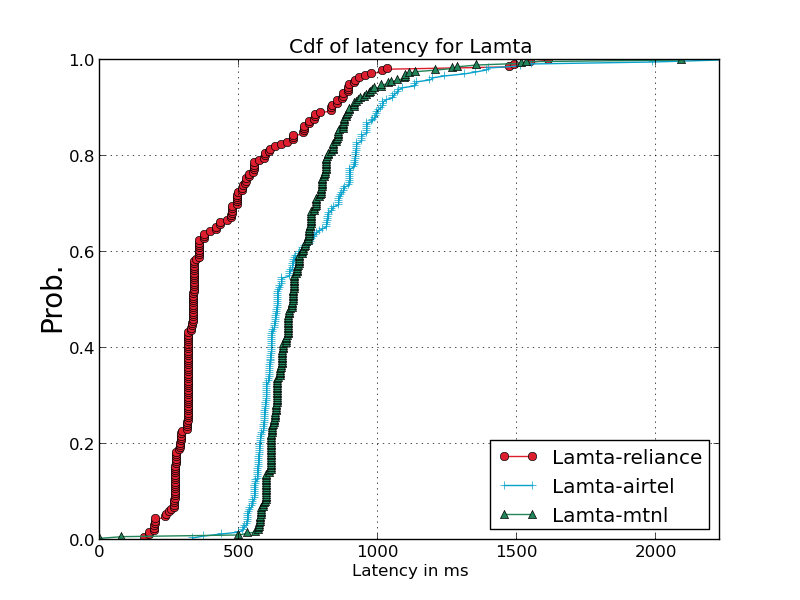 Cdf of latency for Lamta
1.0
0.8
0.6
0.4
0.2
0.0
Prob.
0
500
1000
1500
2000
Latency in ms
Lamta-reliance
Lamta-airtel
Lamta-mtnl